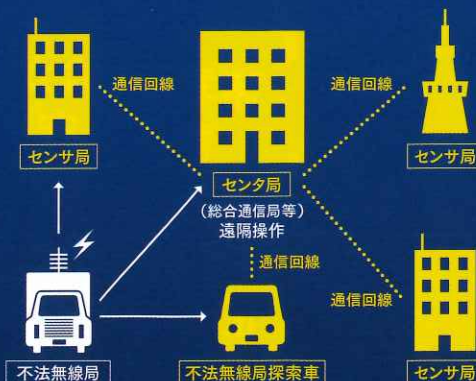 通信回線
通信回線
センサ局
センタ局
センサ局
(総合通信局等)
遠隔操作
通信回線
通信回線
不法無線局
不法無線局探索車
センサ局